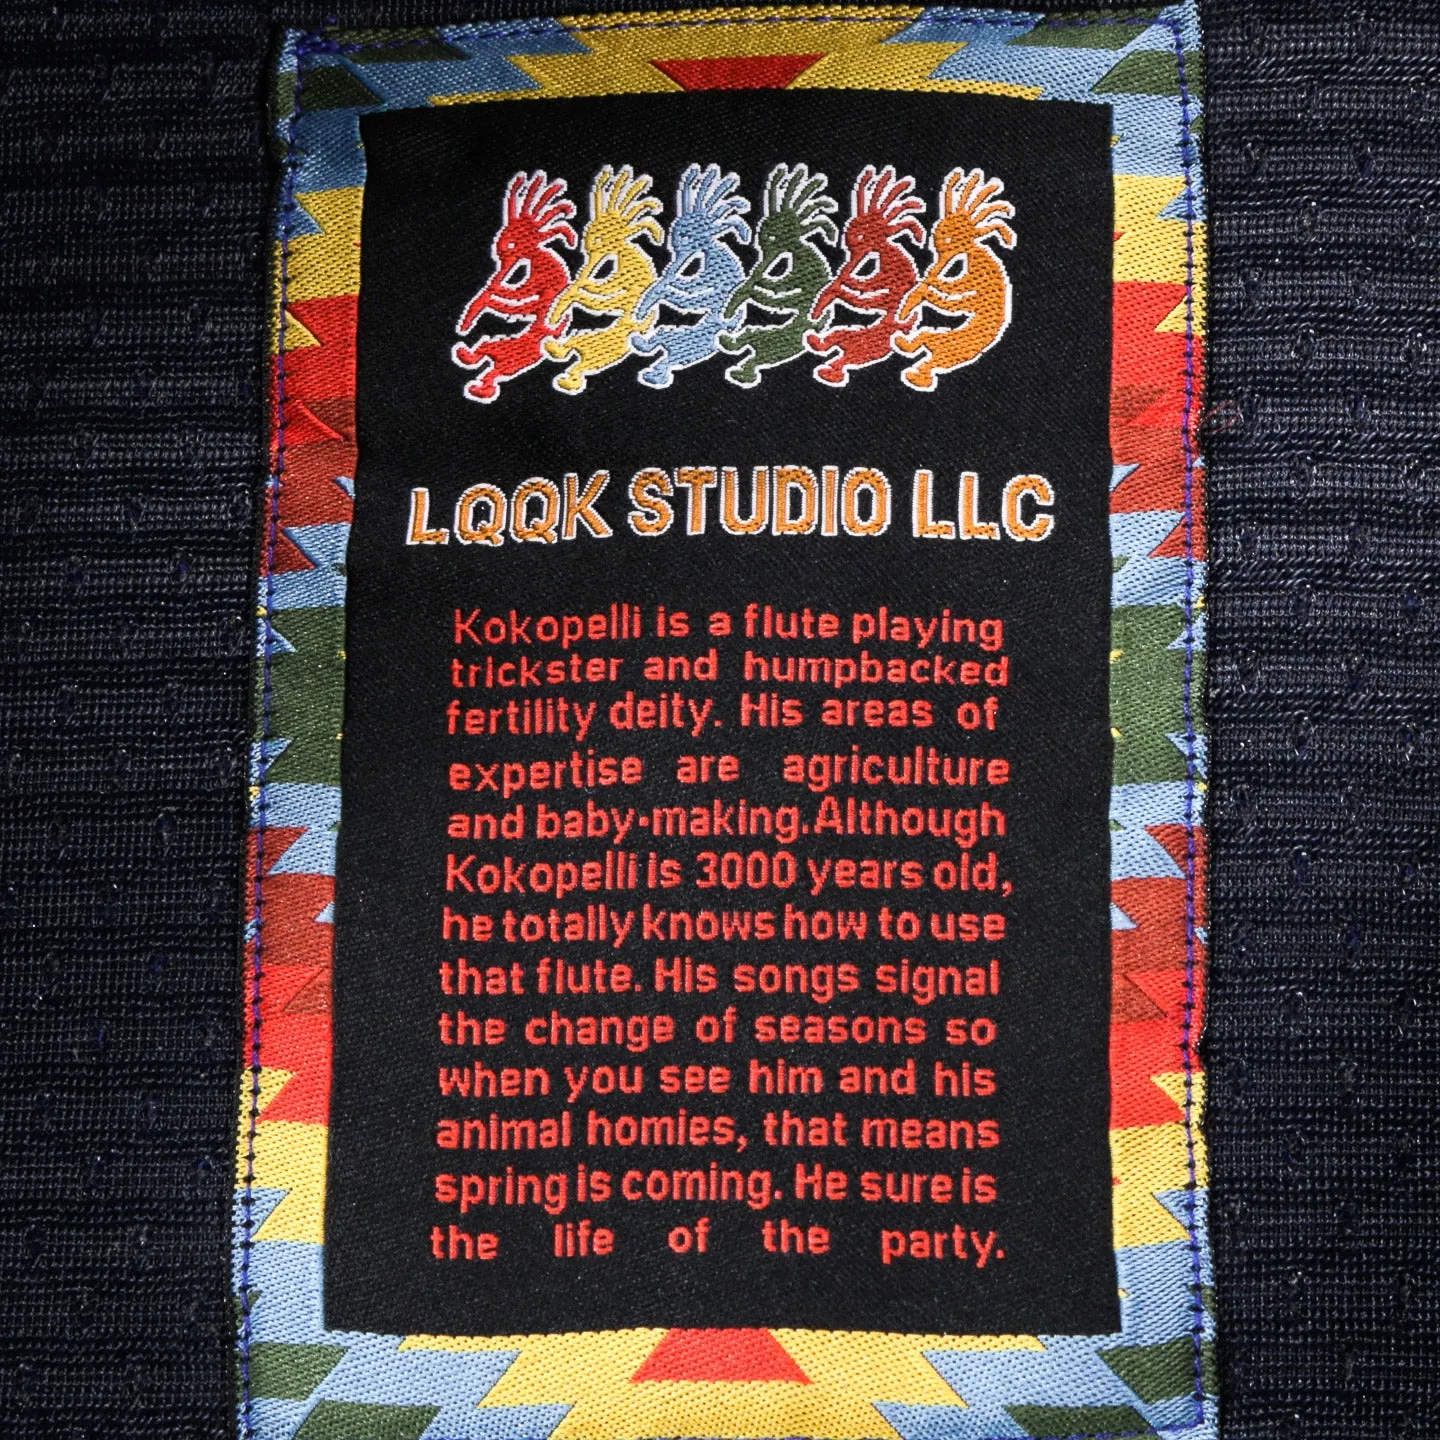 LQQK STUDIO LLC
Kokopelli is a flute playing
trickster and humpbacked
fertility deity. His areas of
expertise are agriculture
and baby-making. Although
Kokopelli is 3000 years old,
he totally knows how to use
that flute. His songs signal
the change of seasons so
when you see him and his
animal homies, that means
spring is coming. He sure is
the life of the party.